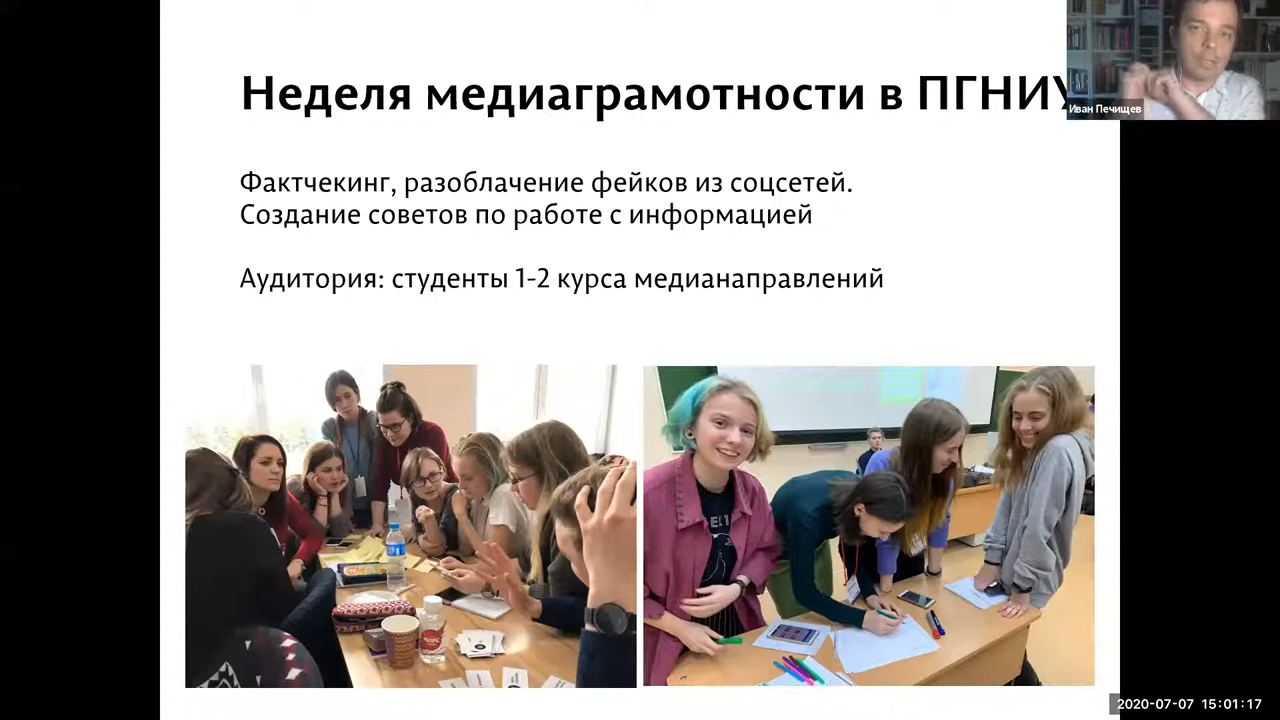 Неделя медиаграмотности в ПГНИУ
Иван Печищев
Фактчекинг, разоблачение фейков из соцсетей.
Создание советов по работе с информацией
Аудитория: студенты 1-2 курса медианаправлений
2020-07-07 15:01:17